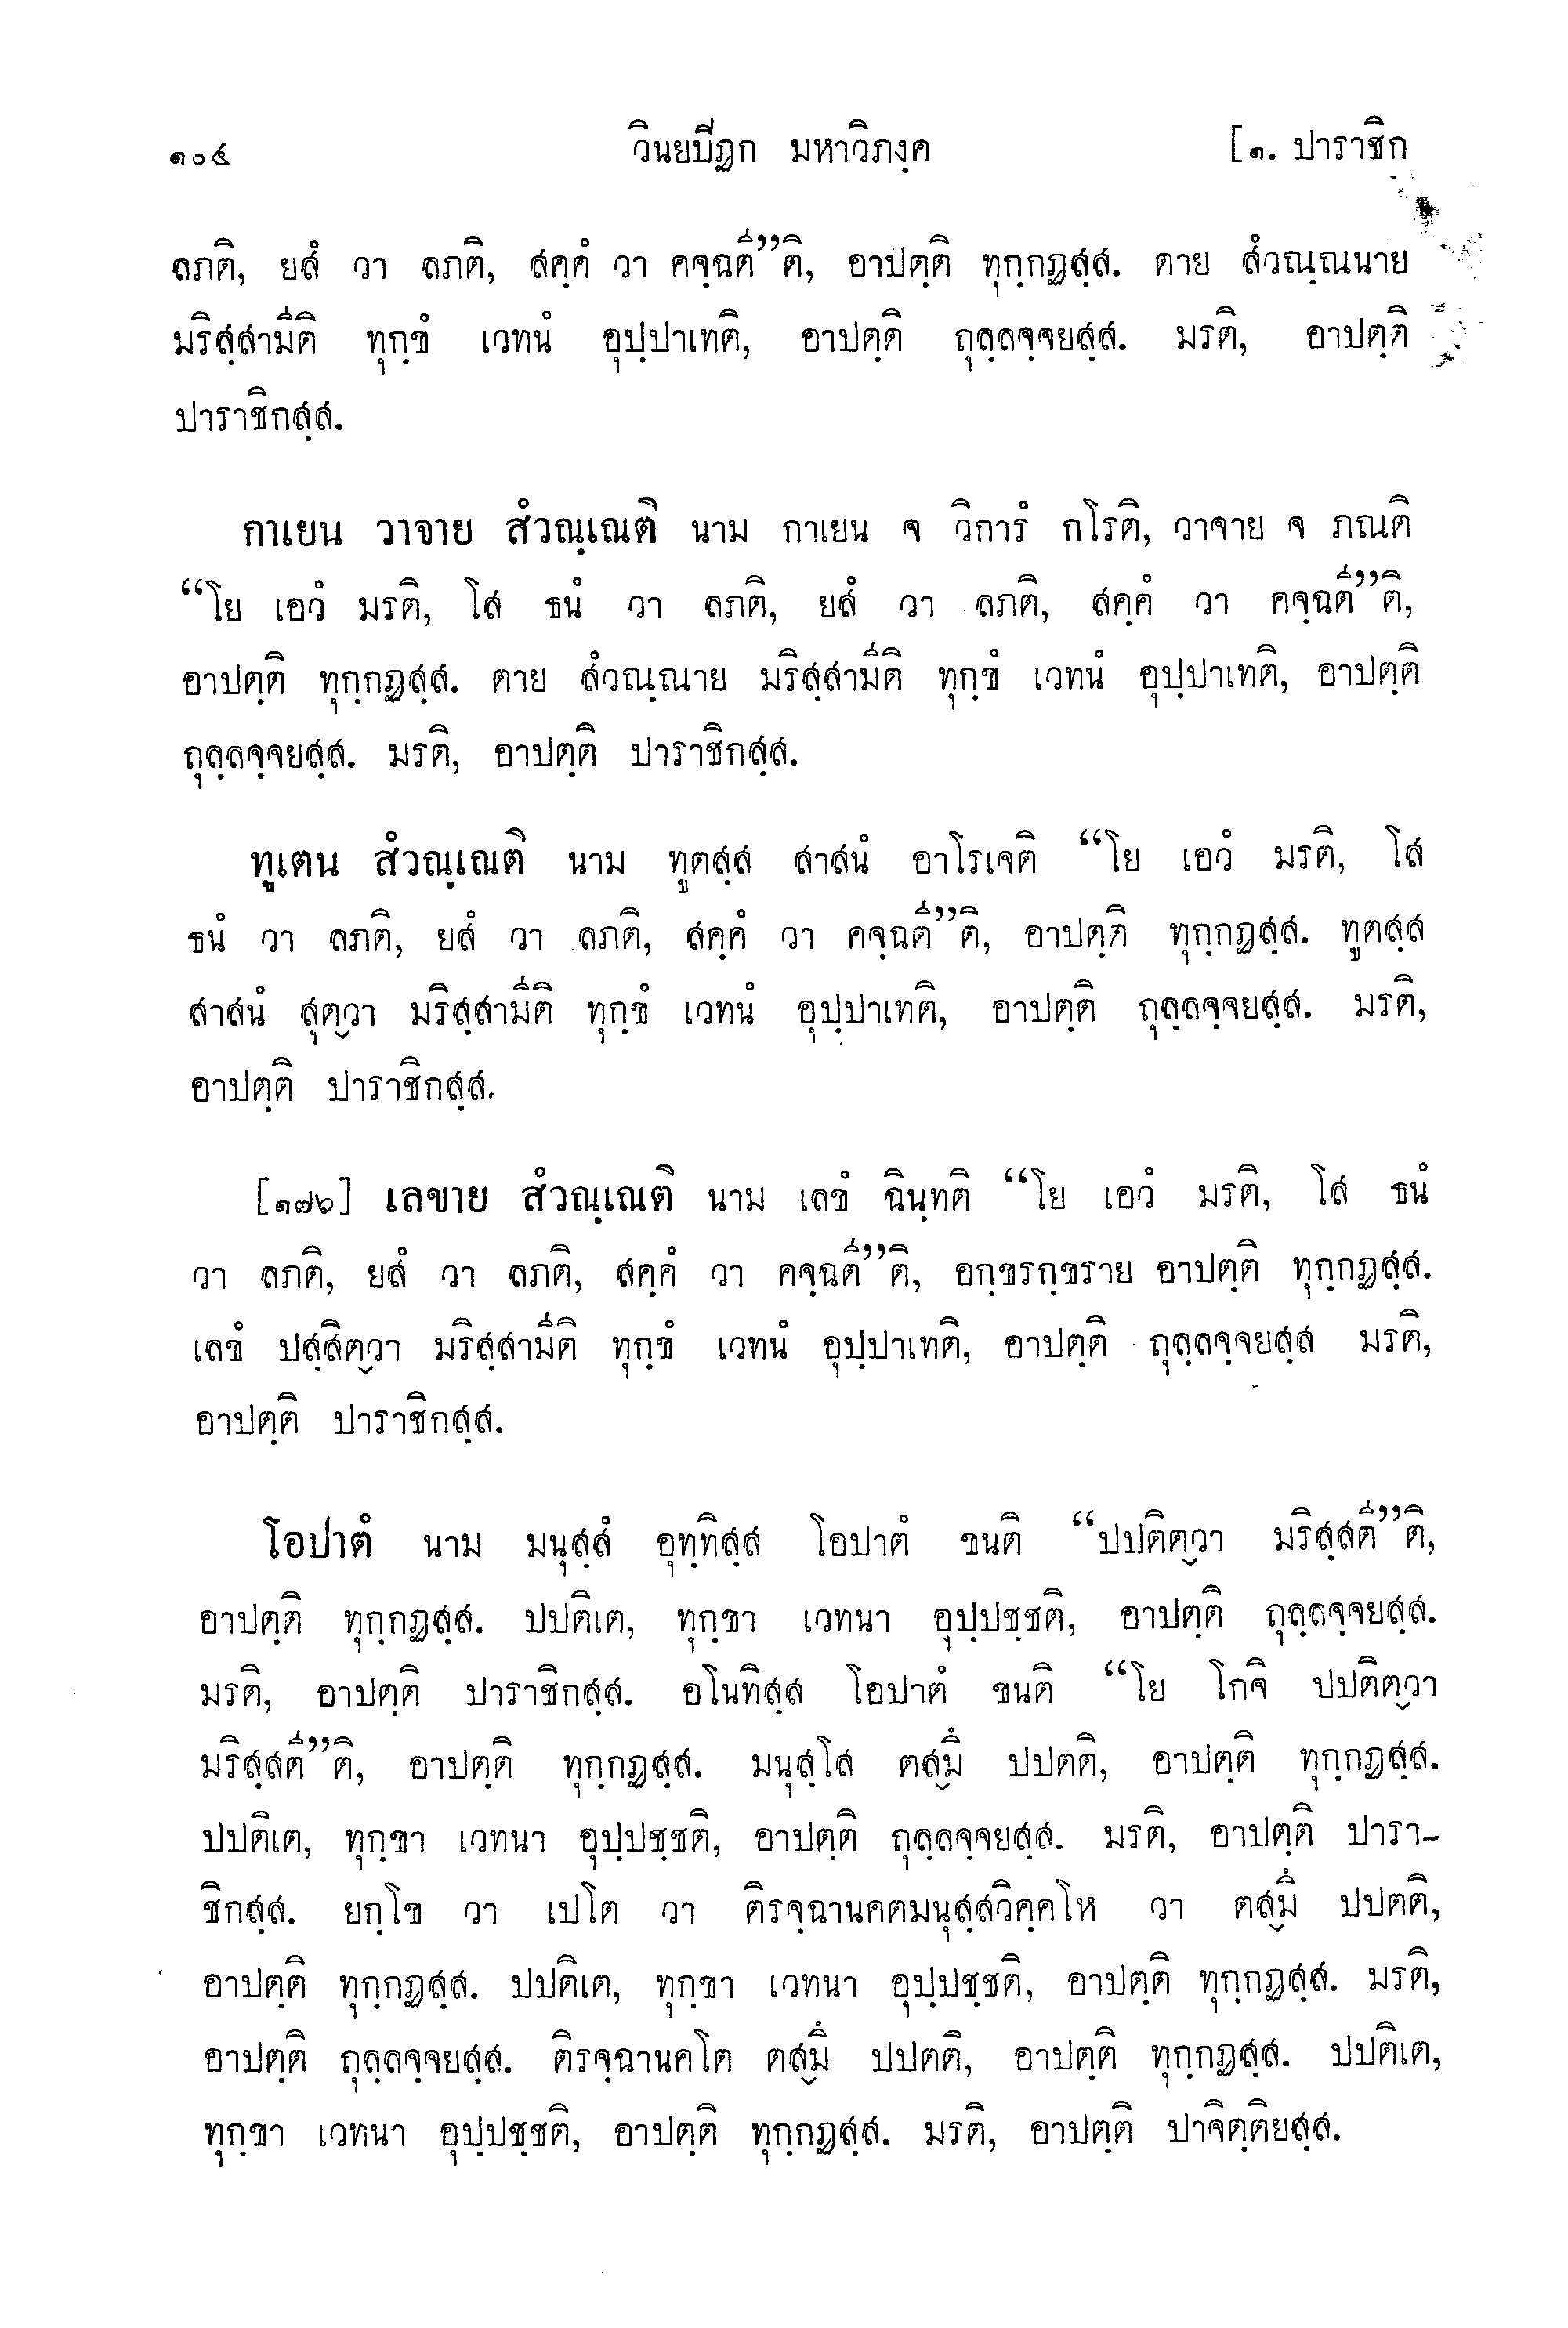 ๑๐๔ วินยปีฏก มหาวิภงฺค [๑. ปาราชิก
ลภติ, ยสํ วา ลภติ, สคฺคํ วา คจฺฉตี”ติ, อาปตฺติ ทุกฺกฏสฺส. ตาย สํวณฺณนาย
มริสฺสามีติ ทุกฺขํ เวทนํ อุปฺปาเทติ, อาปตฺติ ถุลฺลจฺจยสฺส. มรติ, อาปตฺติ
ปาราชิกสฺส.
กาเยน วาจาย สํวณฺเณติ นาม กาเยน จ วิการํ กโรติ, วาจาย จ ภณติ
“โย เอวํ มรติ, โส ธนํ วา ลภติ, ยสํ วา ลภติ, สคฺคํ วา คจฺฉตี”ติ,
อาปตฺติ ทุกฺกฏสฺส. ตาย สํวณฺณาย มริสฺสามีติ ทุกฺขํ เวทนํ อุปฺปาเทติ, อาปตฺติ
ถุลฺลจฺจยสฺส. มรติ, อาปตฺติ ปาราชิกสฺส.
ทูเตน สํวณฺเณติ นาม ทูตสฺส สาสนํ อาโรเจติ “โย เอวํ มรติ, โส
ธนํ วา ลภติ, ยสํ วา ลภติ, สคฺคํ วา คจฺฉตี”ติ, อาปตฺติ ทุกฺกฏสฺส. ทูตสฺส
สาสนํ สุตฺวา มริสฺสามีติ ทุกฺขํ เวทนํ อุปฺปาเทติ, อาปตฺติ ถุลฺลจฺจยสฺส. มรติ,
อาปตฺติ ปาราชิกสฺส.
[๑๗๖] เลขาย สํวณฺเณติ นาม เลขํ ฉินฺทติ “โย เอวํ มรติ, โส ธนํ
วา ลภติ, ยสํ วา ลภติ, สคฺคํ วา คจฺฉตี”ติ, อกฺขรกฺขราย อาปตฺติ ทุกฺกฏสฺส.
เลขํ ปสฺสิตฺวา มริสฺสามีติ ทุกฺขํ เวทนํ อุปฺปาเทติ, อาปตฺติ ถุลฺลจฺจยสฺส มรติ,
อาปตฺติ ปาราชิกสฺส.
โอปาตํ นาม มนุสฺสํ อุทฺทิสฺส โอปาตํ ขนติ “ปปติตฺวา มริสฺสตี”ติ,
อาปตฺติ ทุกฺกฏสฺส. ปปติเต, ทุกฺขา เวทนา อุปฺปชฺชติ, อาปตฺติ ถุลฺลจฺจยสฺส.
มรติ, อาปตฺติ ปาราชิกสฺส. อโนทิสฺส โอปาตํ ขนติ “โย โกจิ ปปติตฺวา
มริสฺสตี”ติ, อาปตฺติ ทุกฺกฏสฺส. มนุสฺโส ตสฺมึ ปปตติ, อาปตฺติ ทุกฺกฏสฺส.
ปปติเต, ทุกฺขา เวทนา อุปฺปชฺชติ, อาปตฺติ ถุลฺลจฺจยสฺส. มรติ, อาปตฺติ ปารา-
ชิกสฺส. ยกฺโข วา เปโต วา ติรจฺฉานคตมนุสฺสวิคฺคโห วา ตสฺมึ ปปตติ,
อาปตฺติ ทุกฺกฏสฺส. ปปติเต, ทุกฺขา เวทนา อุปฺปชฺชติ, อาปตฺติ ทุกฺกฏสฺส. มรติ,
อาปตฺติ ถุลฺลจฺจยสฺส. ติรจฺฉานคโต ตสฺมึ ปปตติ, อาปตฺติ ทุกฺกฏสฺส. ปปติเต,
ทุกฺขา เวทนา อุปฺปชฺชติ, อาปตฺติ ทุกฺกฏสฺส. มรติ, อาปตฺติ ปาจิตฺติยสฺส.